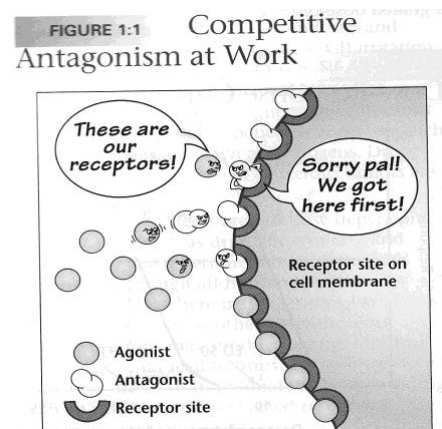 FIGURE 1:1 Competitive
Antagonism at Work
These are
our
receptors!
Sorry pal!
We got
here first!
Receptor site on
cell membrane
Agonist
Antagonist
Receptor site